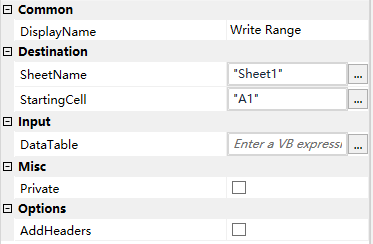 Common
DisplayName Write Range
Destination
SheetName "Sheet1" ...
StartingCell "A1" ...
Input
DataTable Enter a VB expressi ...
Misc
Private
Options
AddHeaders